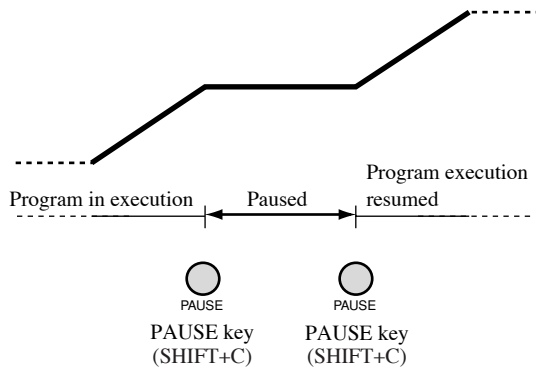 Program in execution
Paused
Program execution
resumed
PAUSE
PAUSE
PAUSE key
(SHIFT+C)
PAUSE key
(SHIFT+C)